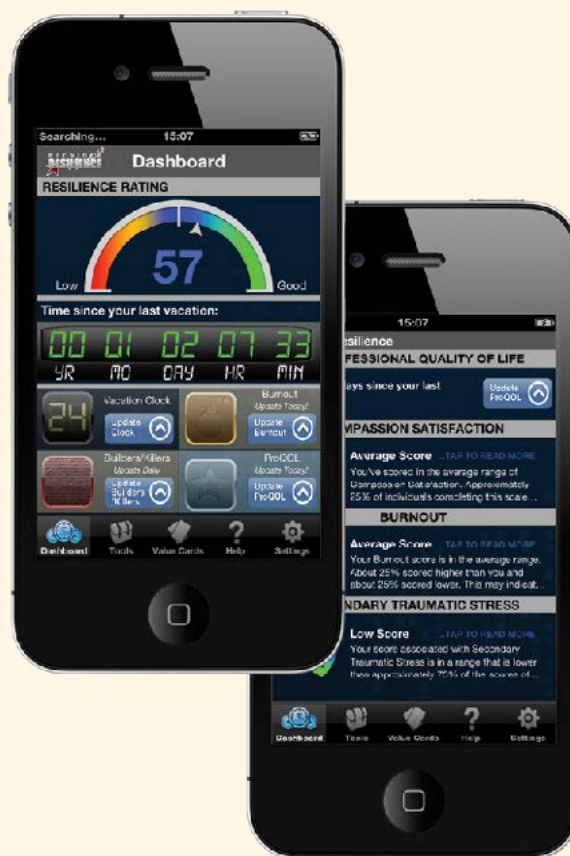 Searching... 15:07
RESILIENCE Dashboard
RESILIENCE RATING
57
Low Good
Time since your last vacation:
00 01 02 07 33
YR MO DAY HR MIN
24
Vacation Clock
Update
Clock
Burnout
Update Today!
Update
Burnout
Builders/Killers
Update Daily
Update
Builders
/Killers
ProQOL
Update Today!
Update
ProQOL
Dashboard Tools Value Cards Help Settings
15:07
esilience
FESSIONAL QUALITY OF LIFE
ays since your last
Update
ProQOL
MPASSION SATISFACTION
Average Score ...TAP TO READ MORE
You've scored in the average range of
Compassion Satisfaction. Approximately
25% of individuals completing this scale...
BURNOUT
Average Score ...TAP TO READ MORE
Your Burnout score is in the average range.
About 25% scored higher than you and
about 25% scored lower. This may indicat...
NDARY TRAUMATIC STRESS
Low Score ...TAP TO READ MORE
Your score associated with Secondary
Traumatic Stress is in a range that is lower
than approximately 75% of the scores of...
Dashboard Tools Value Cards Help Settings